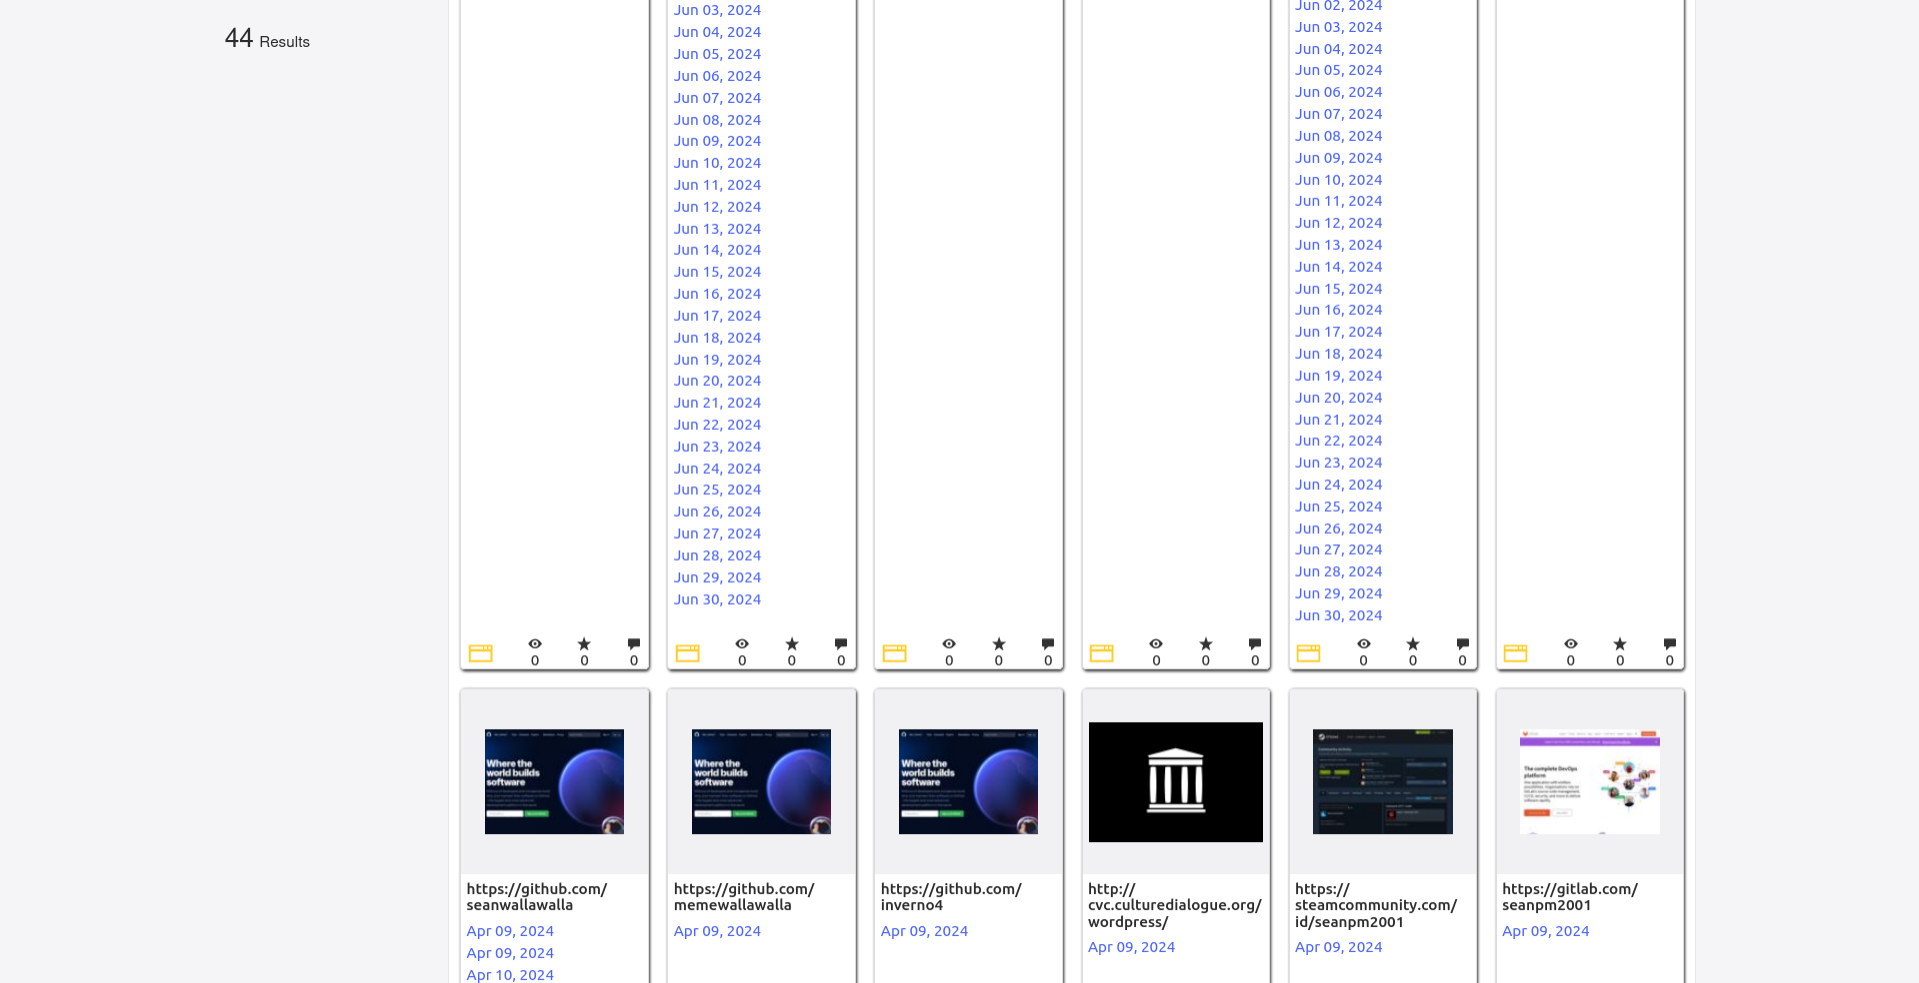 44 Results
Jun 03, 2024
Jun 04, 2024
Jun 05, 2024
Jun 06, 2024
Jun 07, 2024
Jun 08, 2024
Jun 09, 2024
Jun 10, 2024
Jun 11, 2024
Jun 12, 2024
Jun 13, 2024
Jun 14, 2024
Jun 15, 2024
Jun 16, 2024
Jun 17, 2024
Jun 18, 2024
Jun 19, 2024
Jun 20, 2024
Jun 21, 2024
Jun 22, 2024
Jun 23, 2024
Jun 24, 2024
Jun 25, 2024
Jun 26, 2024
Jun 27, 2024
Jun 28, 2024
Jun 29, 2024
Jun 30, 2024
Jun 02, 2024
Jun 03, 2024
Jun 04, 2024
Jun 05, 2024
Jun 06, 2024
Jun 07, 2024
Jun 08, 2024
Jun 09, 2024
Jun 10, 2024
Jun 11, 2024
Jun 12, 2024
Jun 13, 2024
Jun 14, 2024
Jun 15, 2024
Jun 16, 2024
Jun 17, 2024
Jun 18, 2024
Jun 19, 2024
Jun 20, 2024
Jun 21, 2024
Jun 22, 2024
Jun 23, 2024
Jun 24, 2024
Jun 25, 2024
Jun 26, 2024
Jun 27, 2024
Jun 28, 2024
Jun 29, 2024
Jun 30, 2024
0 0 0
0 0 0
0 0 0
0 0 0
0 0 0
0 0 0
Where the
world builds
software
https://github.com/
seanwallawalla
Apr 09, 2024
Apr 09, 2024
Apr 10, 2024
Where the
world builds
software
https://github.com/
memewallawalla
Apr 09, 2024
Where the
world builds
software
https://github.com/
inverno4
Apr 09, 2024
http://
cvc.culturedialogue.org/
wordpress/
Apr 09, 2024
https://
steamcommunity.com/
id/seanpm2001
Apr 09, 2024
The complete DevOps
platform
https://gitlab.com/
seanpm2001
Apr 09, 2024